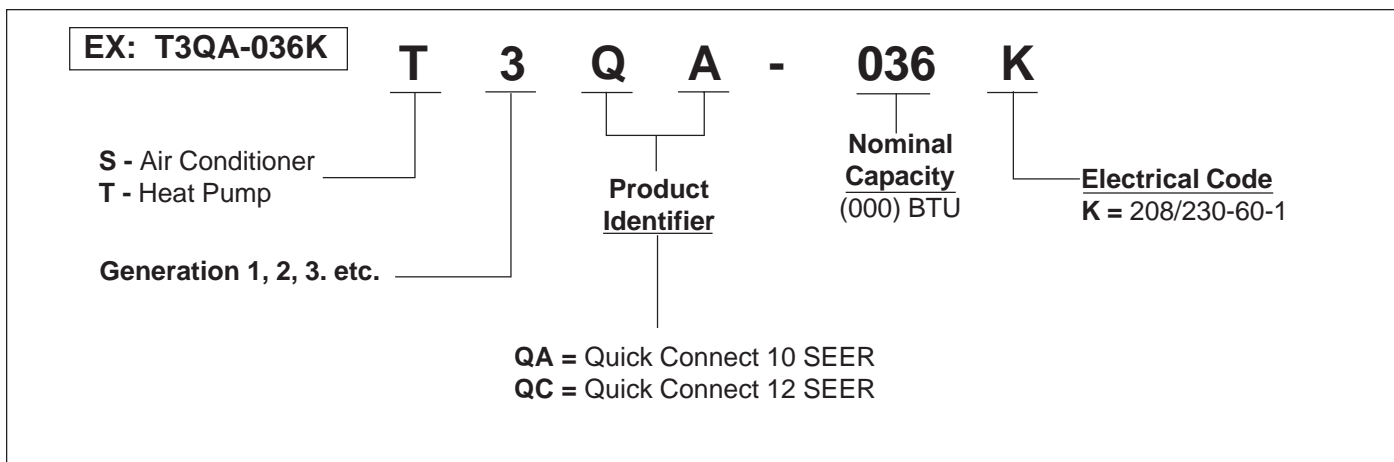 EX: T3QA-036K
T 3 Q A - 036 K
S - Air Conditioner
T - Heat Pump
Generation 1, 2, 3. etc.
Product
Identifier
QA = Quick Connect 10 SEER
QC = Quick Connect 12 SEER
Nominal
Capacity
(000) BTU
Electrical Code
K = 208/230-60-1